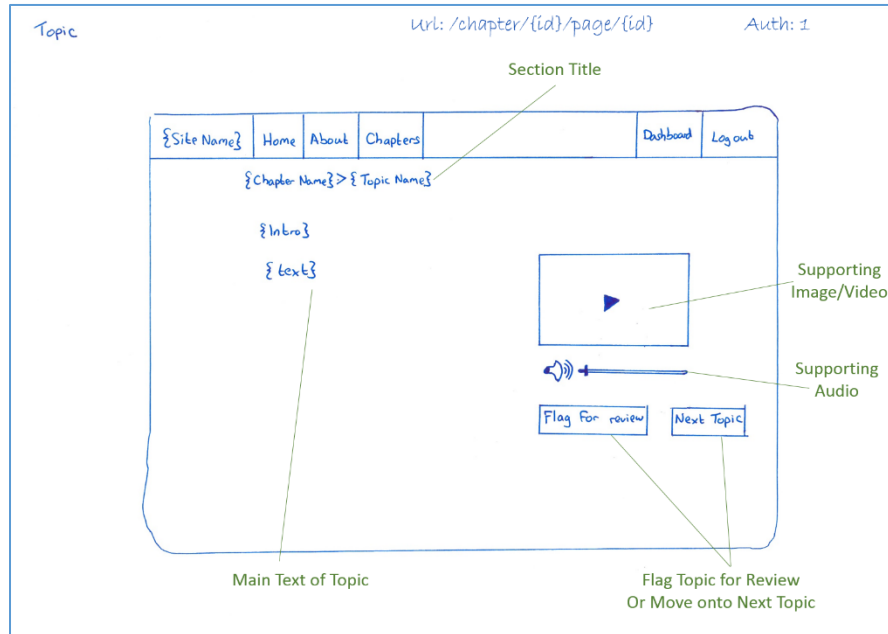 Topic
Url: /chapter/{id}/page/{id}
Auth: 1
Section Title
{Site Name}
Home
About
Chapters
Dashboard
Log out
{Chapter Name} > {Topic Name}
{Intro}
{text}
Supporting
Image/Video
Supporting
Audio
Flag for review
Next Topic
Main Text of Topic
Flag Topic for Review
Or Move onto Next Topic